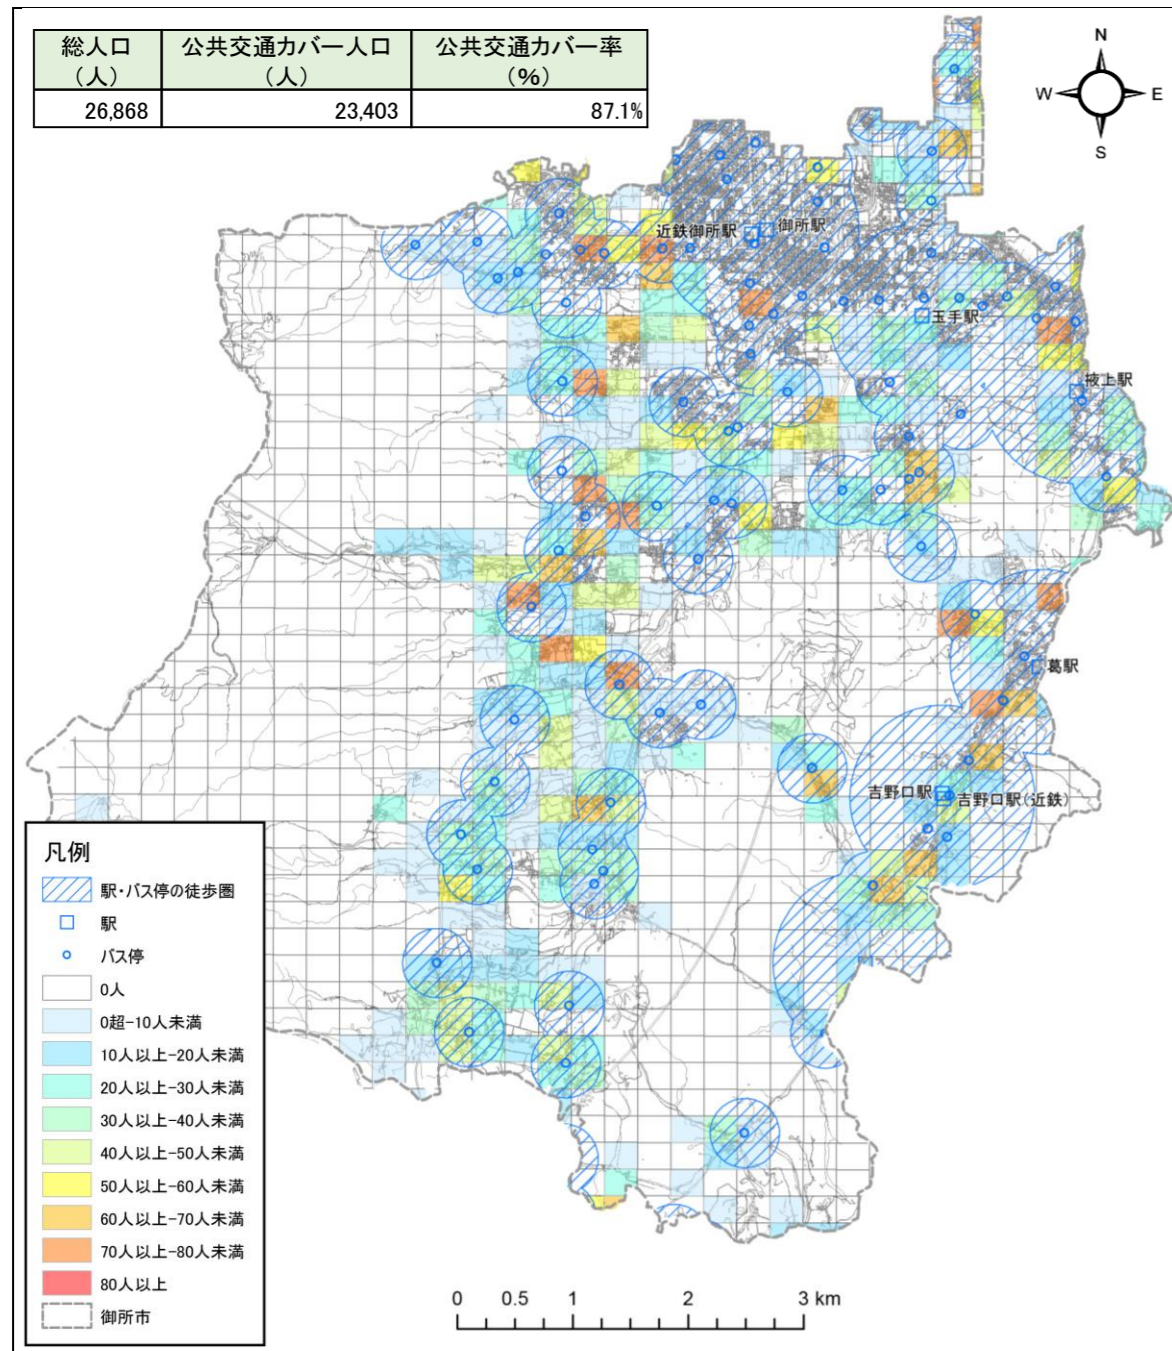 総人口
(人)
公共交通カバー人口
(人)
公共交通カバー率
(%)
26,868
23,403
87.1%
N
W
E
S
近鉄御所駅
御所駅
玉手駅
掖上駅
葛駅
吉野口駅
吉野口駅(近鉄)
凡例
駅・バス停の徒歩圏
駅
バス停
0人
0超-10人未満
10人以上-20人未満
20人以上-30人未満
30人以上-40人未満
40人以上-50人未満
50人以上-60人未満
60人以上-70人未満
70人以上-80人未満
80人以上
御所市
0 0.5 1 2 3 km